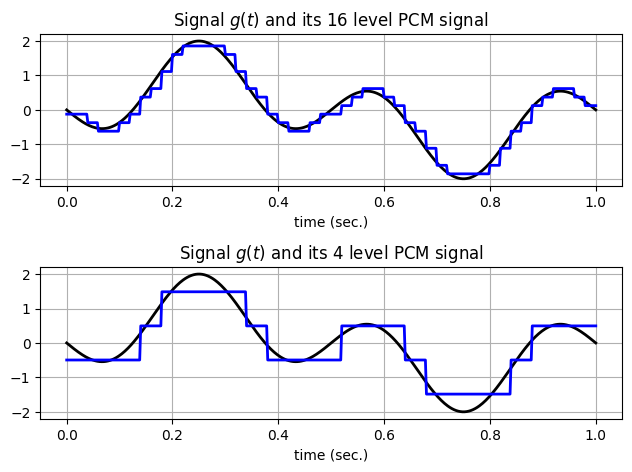 Signal g(t) and its 16 level PCM signal
2
1
0
−1
−2
0.0 0.2 0.4 0.6 0.8 1.0
time (sec.)
Signal g(t) and its 4 level PCM signal
2
1
0
−1
−2
0.0 0.2 0.4 0.6 0.8 1.0
time (sec.)